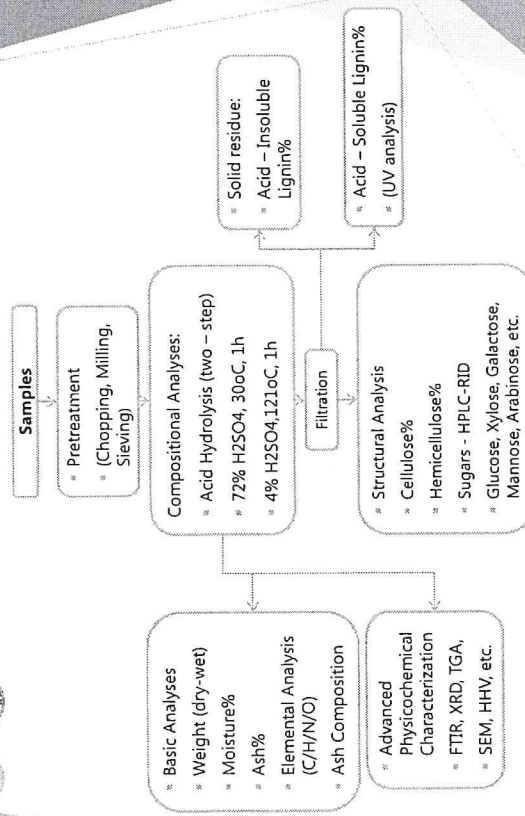 Samples
Pretreatment
(Chopping, Milling,
Sieving)
Compositional Analyses:
Acid Hydrolysis (two – step)
72% H2SO4, 30oC, 1h
4% H2SO4,121oC, 1h
Basic Analyses
Weight (dry-wet)
Moisture%
Ash%
Elemental Analysis
(C/H/N/O)
Ash Composition
Advanced
Physicochemical
Characterization
FTIR, XRD, TGA,
SEM, HHV, etc.
Filtration
Solid residue:
Acid – Insoluble
Lignin%
Acid – Soluble Lignin%
(UV analysis)
Structural Analysis
Cellulose%
Hemicellulose%
Sugars - HPLC-RID
Glucose, Xylose, Galactose,
Mannose, Arabinose, etc.